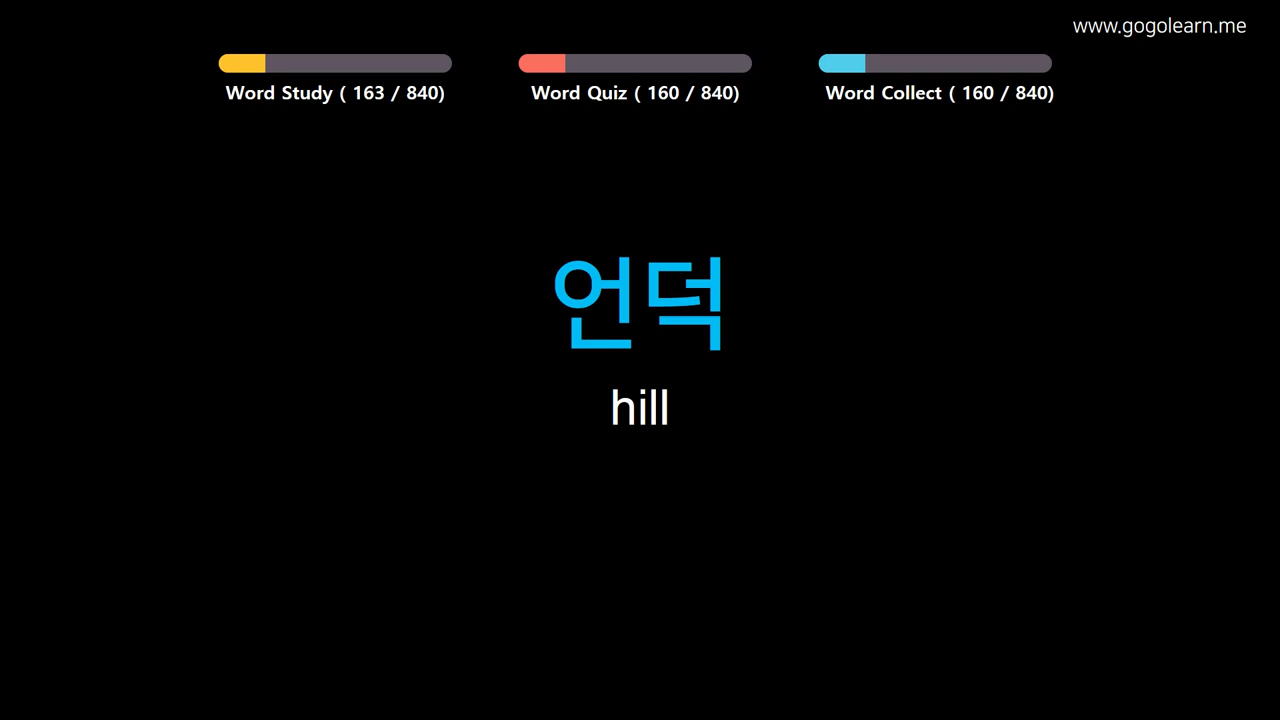 www.gogolearn.me
Word Study ( 163 / 840)
Word Quiz ( 160 / 840)
Word Collect ( 160 / 840)
언덕
hill